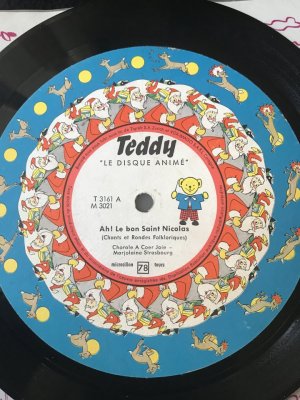 Teddy
"LE DISQUE ANIMÉ"
T 3161 A
M 3021
Ah! Le bon Saint Nicolas
(Chants et Rondes Folkloriques)
Chorale A Cœr Joie –
Marjolaine Strasbourg
microsillon 78 tours